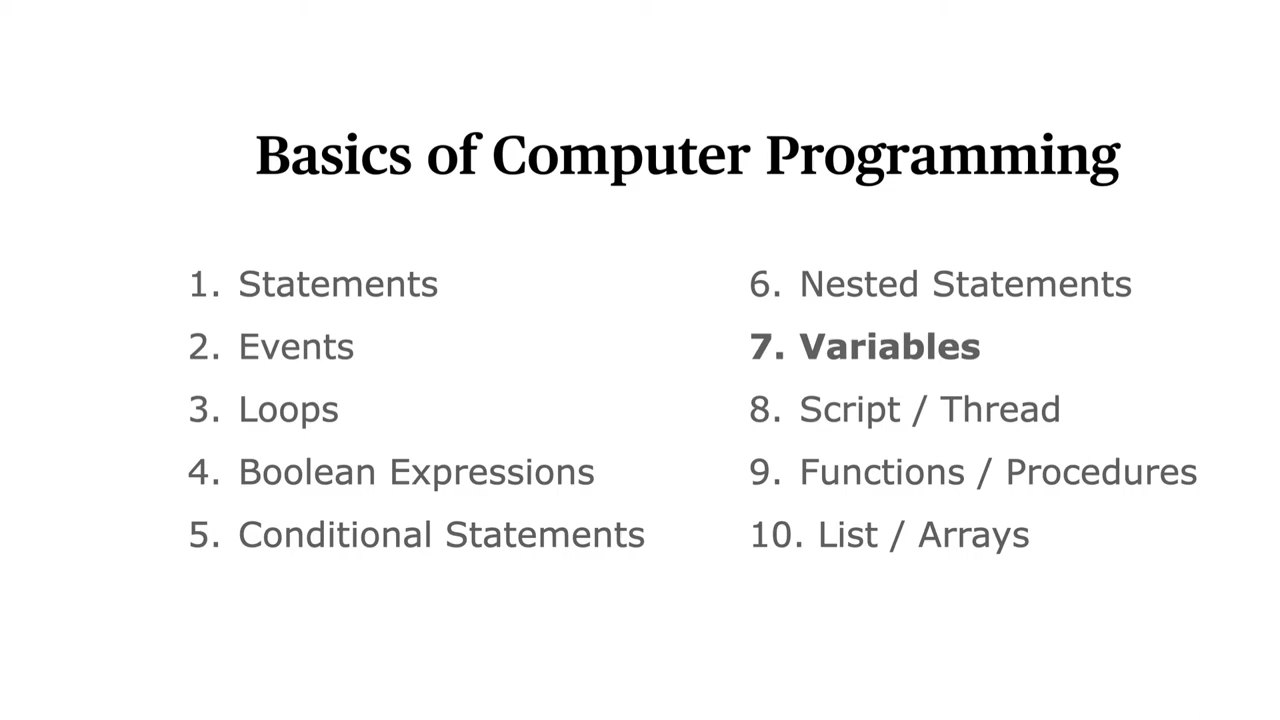 Basics of Computer Programming
1. Statements
2. Events
3. Loops
4. Boolean Expressions
5. Conditional Statements
6. Nested Statements
7. Variables
8. Script / Thread
9. Functions / Procedures
10. List / Arrays